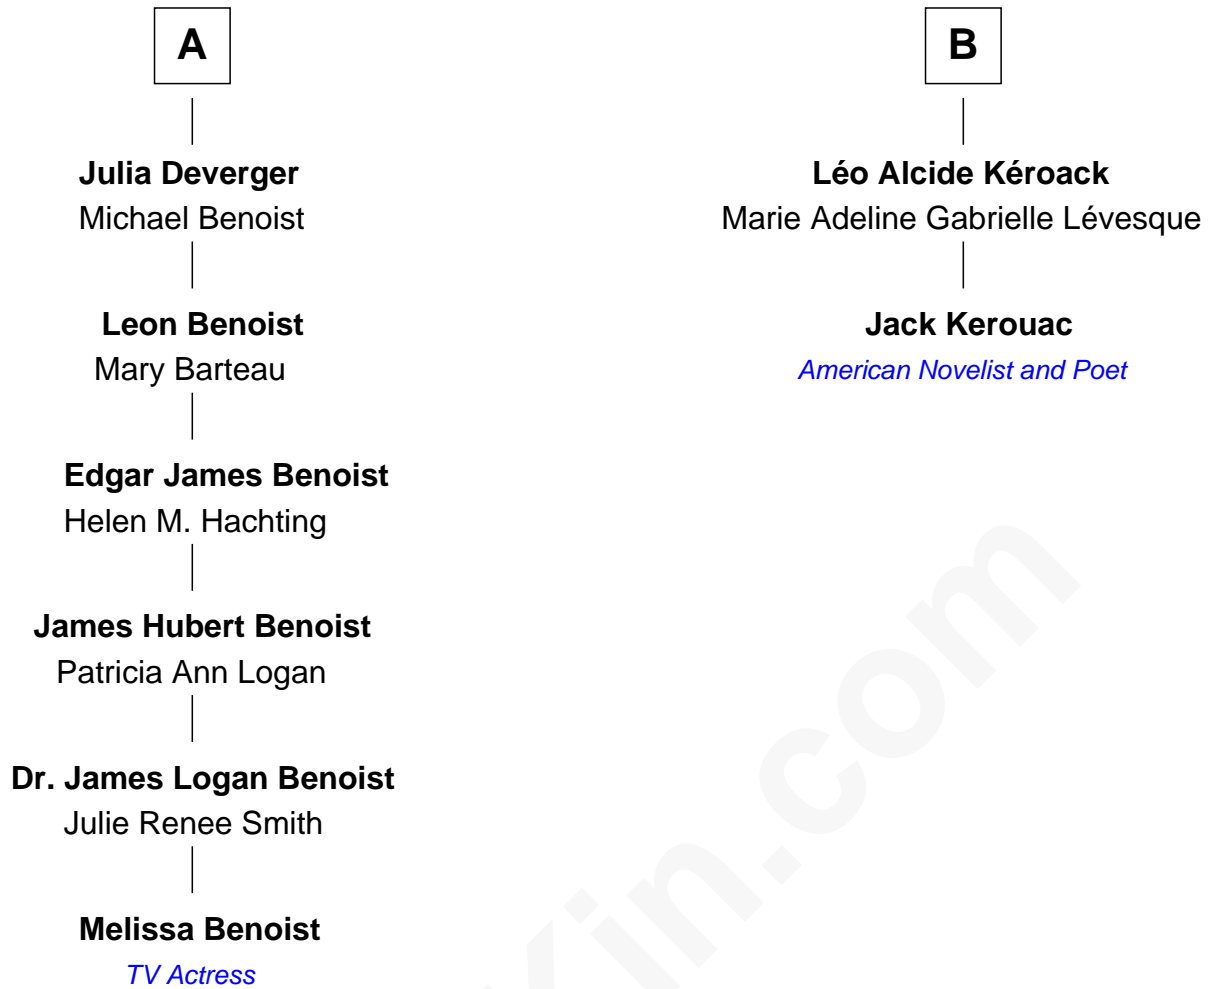 A
Julia Deverger
Michael Benoist
Leon Benoist
Mary Barteau
Edgar James Benoist
Helen M. Hachting
James Hubert Benoist
Patricia Ann Logan
Dr. James Logan Benoist
Julie Renee Smith
Melissa Benoist
TV Actress
B
Léo Alcide Kéroack
Marie Adeline Gabrielle Lévesque
Jack Kerouac
American Novelist and Poet
Kin.com